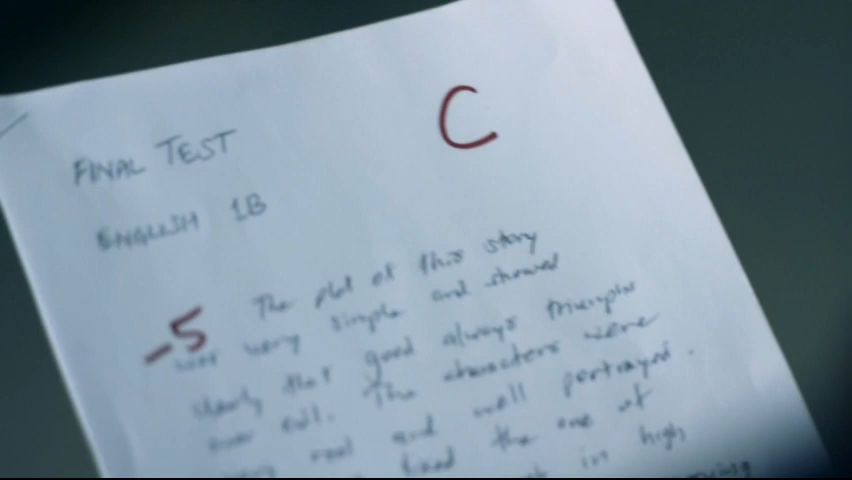 C
FINAL TEST
ENGLISH 1B
-5
The plot of this story
was very simple and showed
clearly that good always triumphs
over evil. The characters were
very real and well portrayed.
the one of
in high